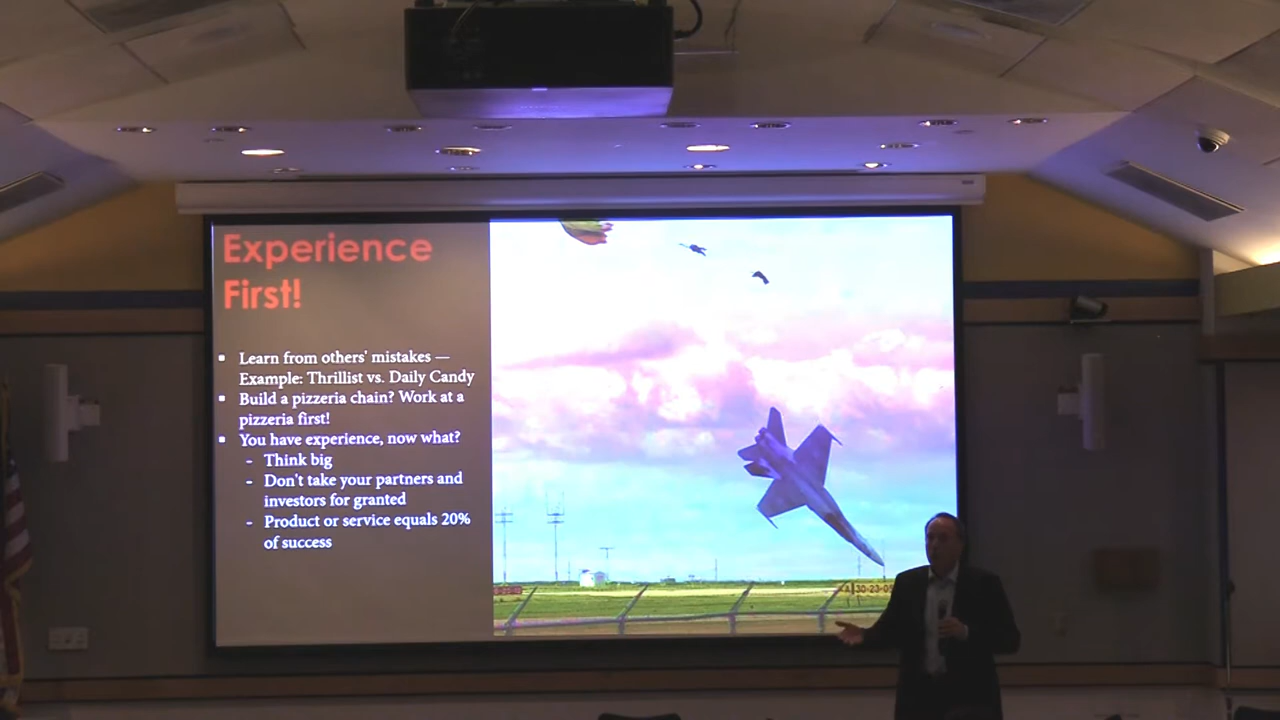 Experience
First!
▪ Learn from others' mistakes —
Example: Thrillist vs. Daily Candy
▪ Build a pizzeria chain? Work at a
pizzeria first!
▪ You have experience, now what?
- Think big
- Don't take your partners and
investors for granted
- Product or service equals 20%
of success